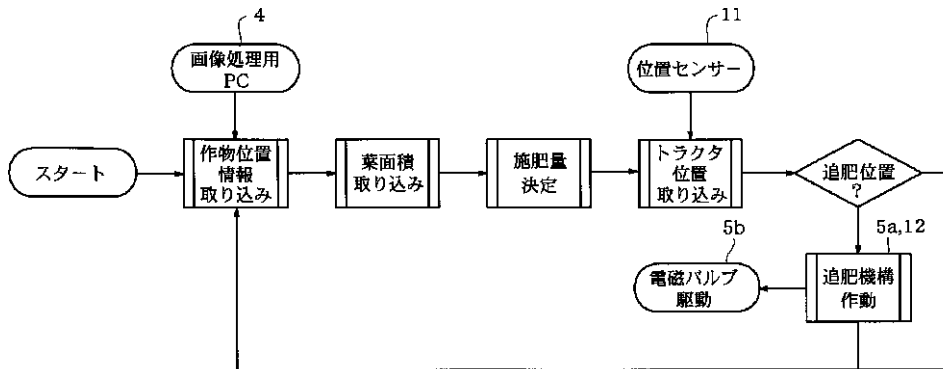 4
画像処理用
PC
11
位置センサー
スタート
作物位置
情報
取り込み
葉面積
取り込み
施肥量
決定
トラクタ
位置
取り込み
追肥位置
?
5b
電磁バルブ
駆動
5a,12
追肥機構
作動